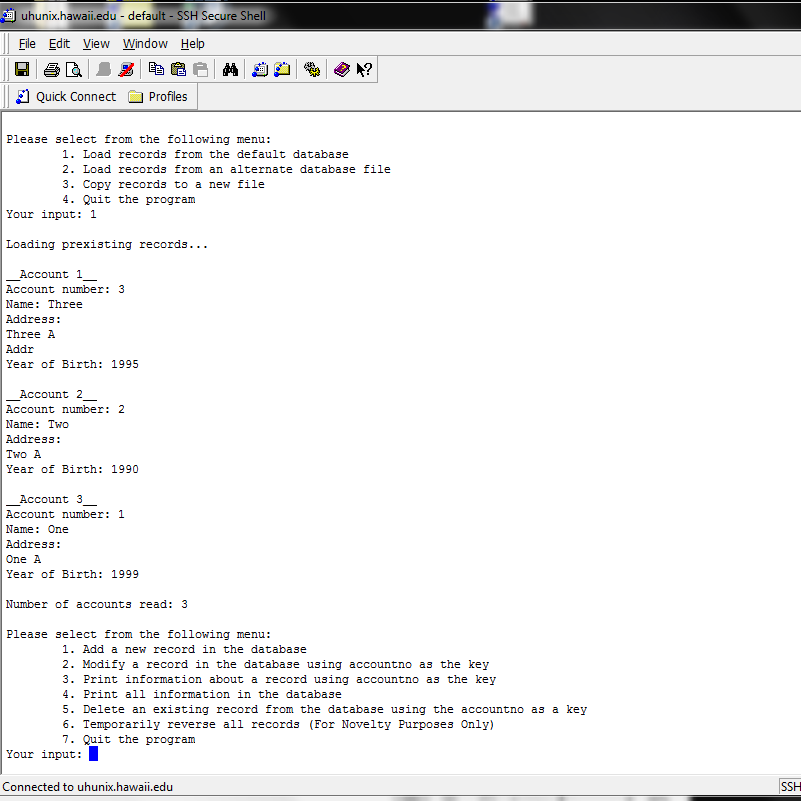 uhunix.hawaii.edu - default - SSH Secure Shell
File Edit View Window Help
Quick Connect Profiles
Please select from the following menu:
1. Load records from the default database
2. Load records from an alternate database file
3. Copy records to a new file
4. Quit the program
Your input: 1
Loading prexisting records...
__Account 1__
Account number: 3
Name: Three
Address:
Three A
Addr
Year of Birth: 1995
__Account 2__
Account number: 2
Name: Two
Address:
Two A
Year of Birth: 1990
__Account 3__
Account number: 1
Name: One
Address:
One A
Year of Birth: 1999
Number of accounts read: 3
Please select from the following menu:
1. Add a new record in the database
2. Modify a record in the database using accountno as the key
3. Print information about a record using accountno as the key
4. Print all information in the database
5. Delete an existing record from the database using the accountno as a key
6. Temporarily reverse all records (For Novelty Purposes Only)
7. Quit the program
Your input:
Connected to uhunix.hawaii.edu SSH